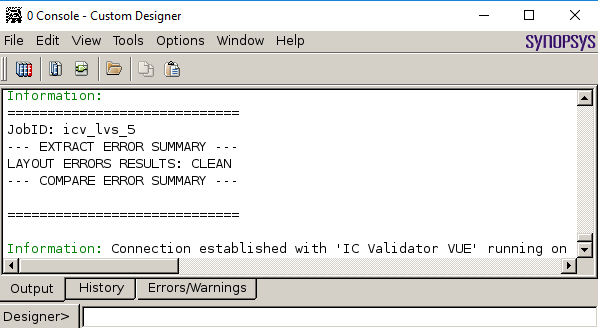 0 Console - Custom Designer
File Edit View Tools Options Window Help
SYNOPSYS
Information:
=============================
JobID: icv_lvs_5
--- EXTRACT ERROR SUMMARY ---
LAYOUT ERRORS RESULTS: CLEAN
--- COMPARE ERROR SUMMARY ---
=============================
Information: Connection established with 'IC Validator VUE' running on
Output History Errors/Warnings
Designer>